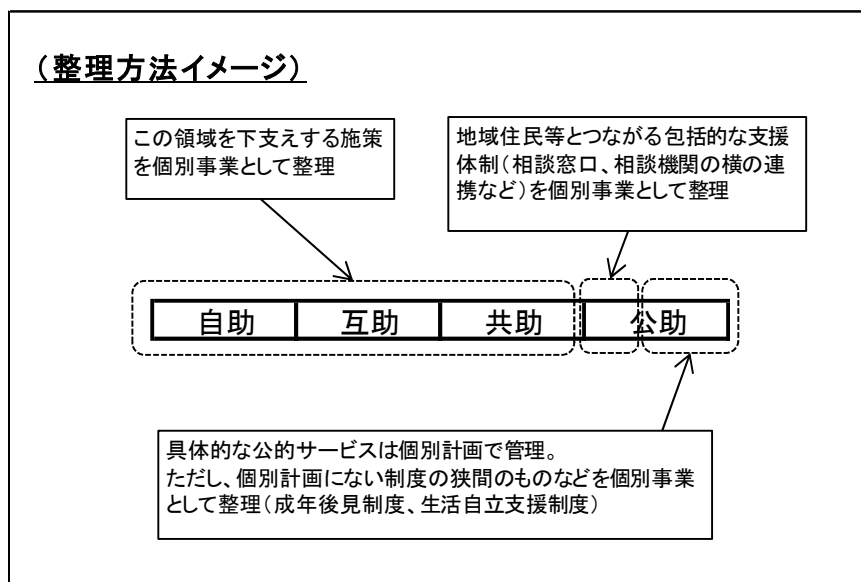 （整理方法イメージ）
この領域を下支えする施策
を個別事業として整理
地域住民等とつながる包括的な支援
体制（相談窓口、相談機関の横の連
携など）を個別事業として整理
自助 互助 共助 公助
具体的な公的サービスは個別計画で管理。
ただし、個別計画にない制度の狭間のものなどを個別事業
として整理（成年後見制度、生活自立支援制度）